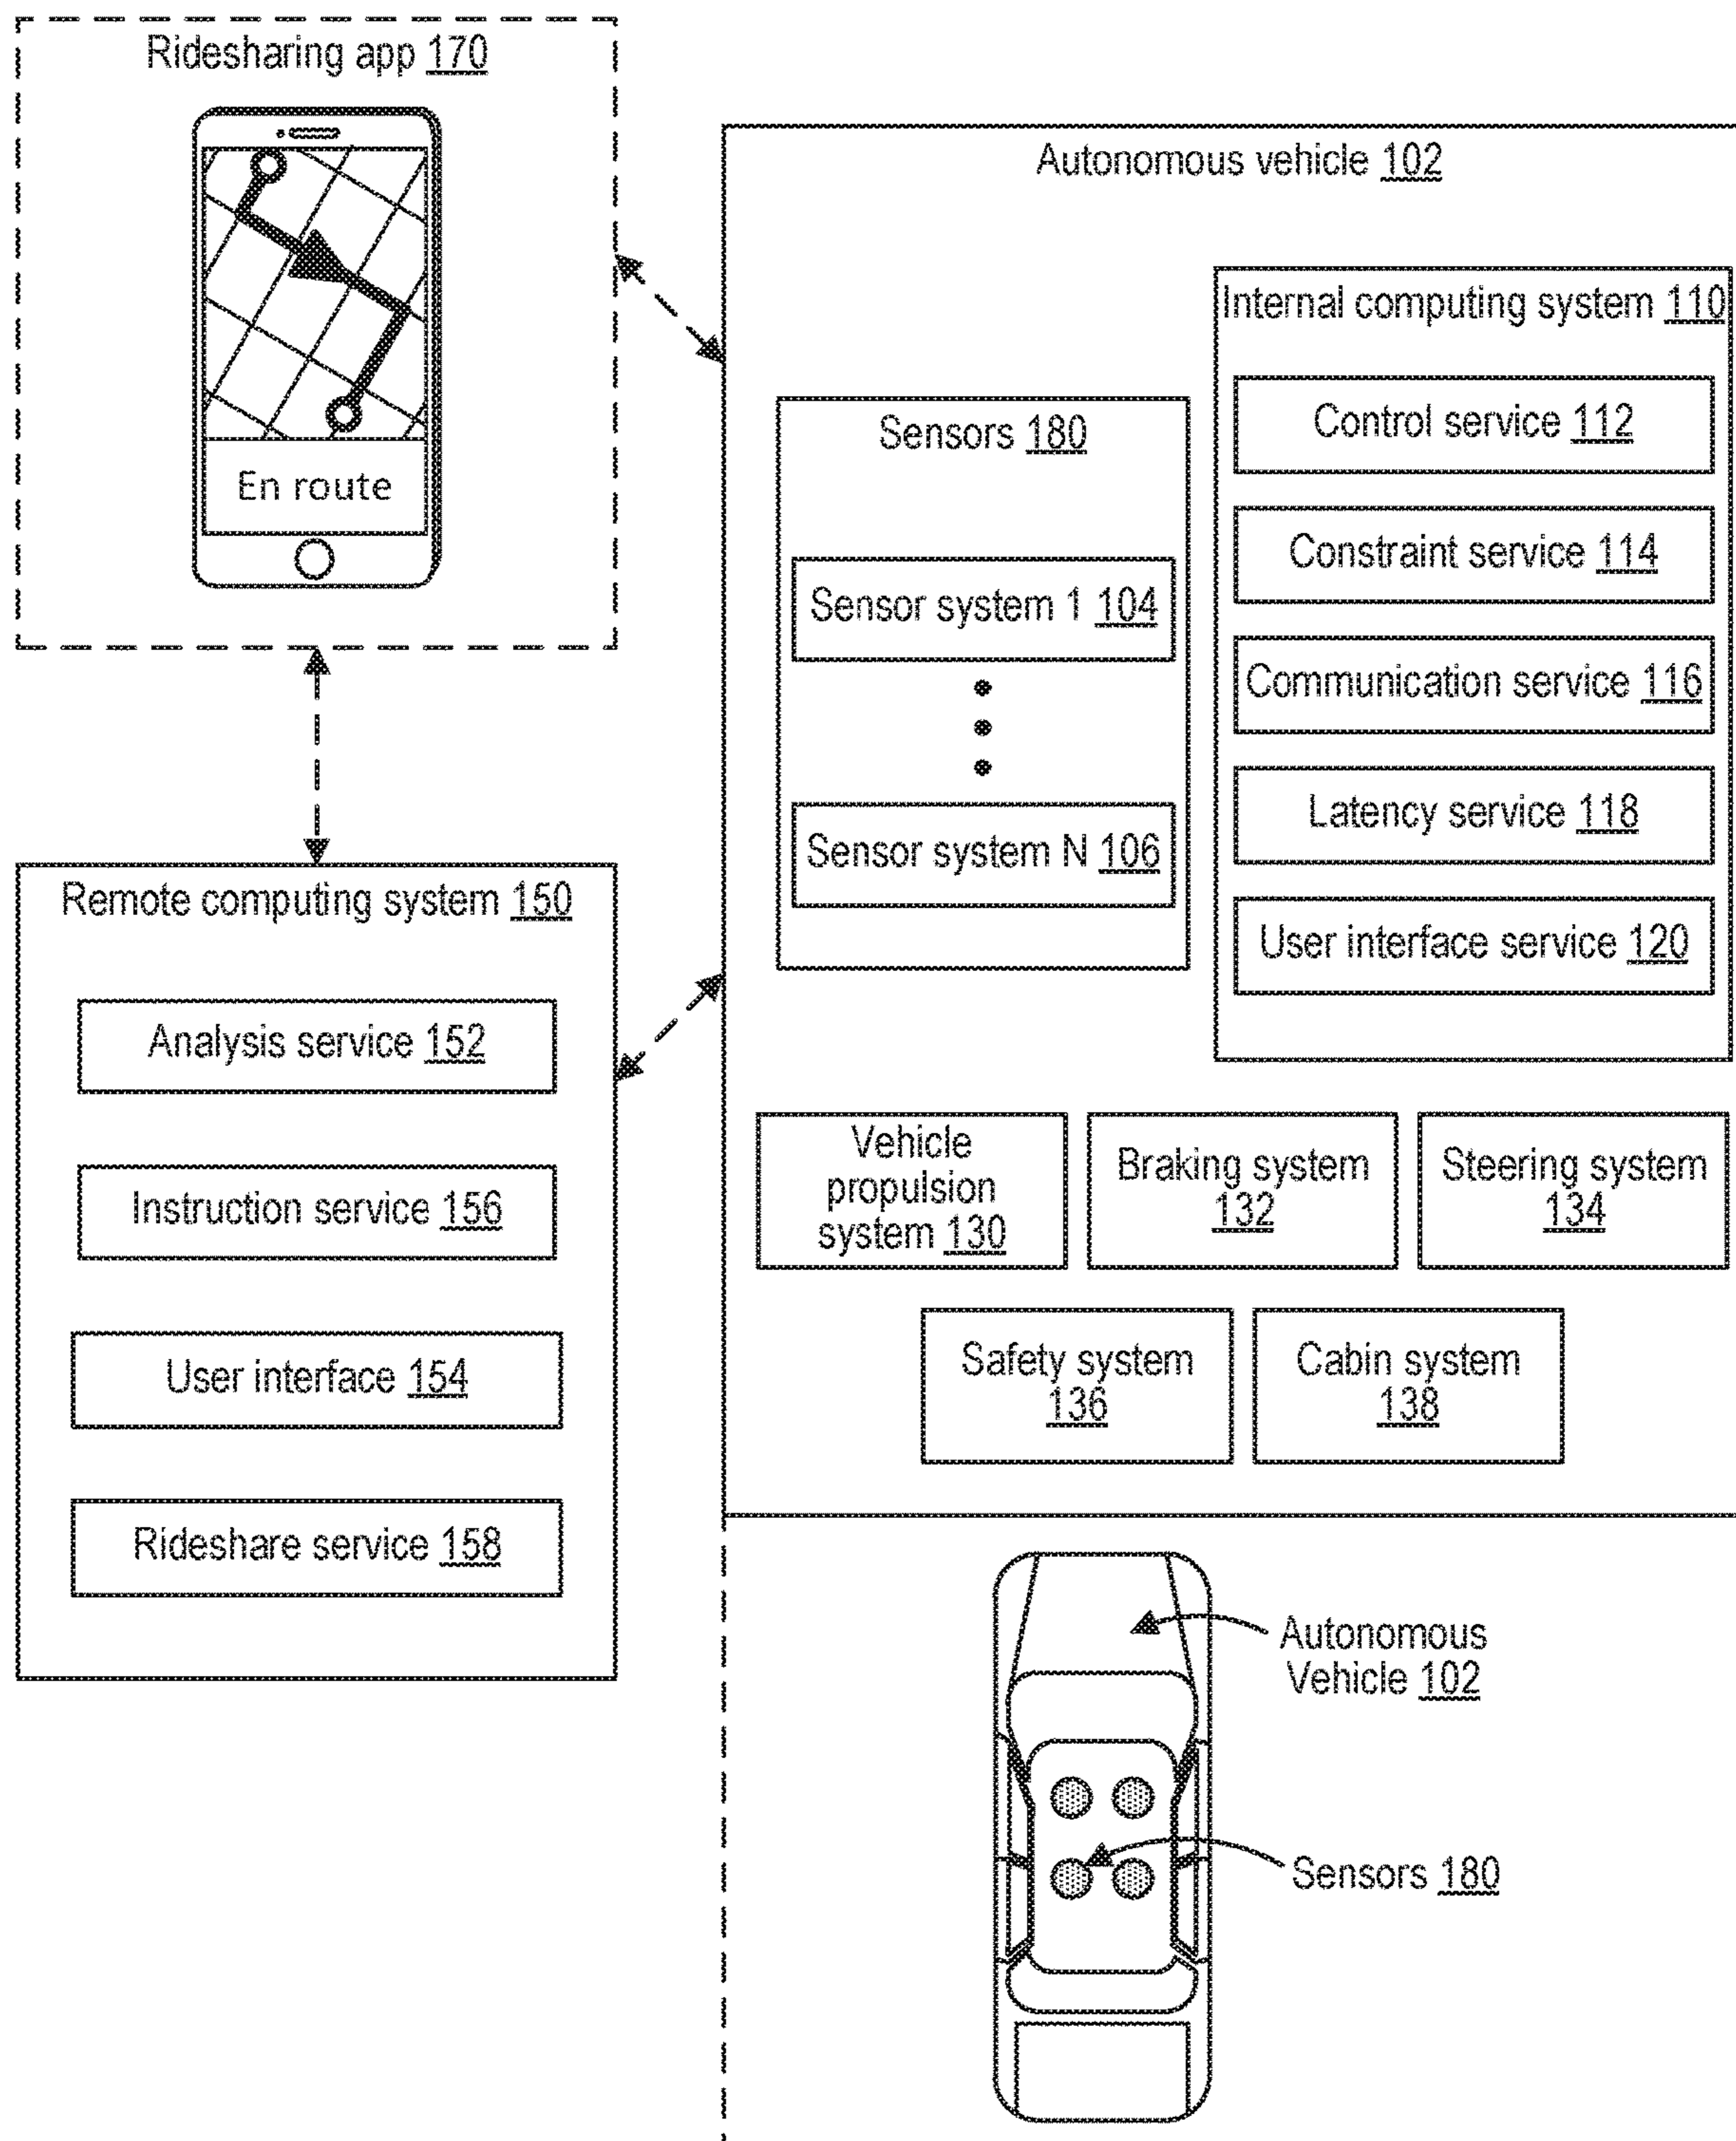 Ridesharing app 170
En route
Autonomous vehicle 102
Sensors 180
Sensor system 1 104
Sensor system N 106
Internal computing system 110
Control service 112
Constraint service 114
Communication service 116
Latency service 118
User interface service 120
Remote computing system 150
Analysis service 152
Instruction service 156
User interface 154
Rideshare service 158
Vehicle
propulsion
system 130
Braking system
132
Steering system
134
Safety system
136
Cabin system
138
Autonomous
Vehicle 102
Sensors 180